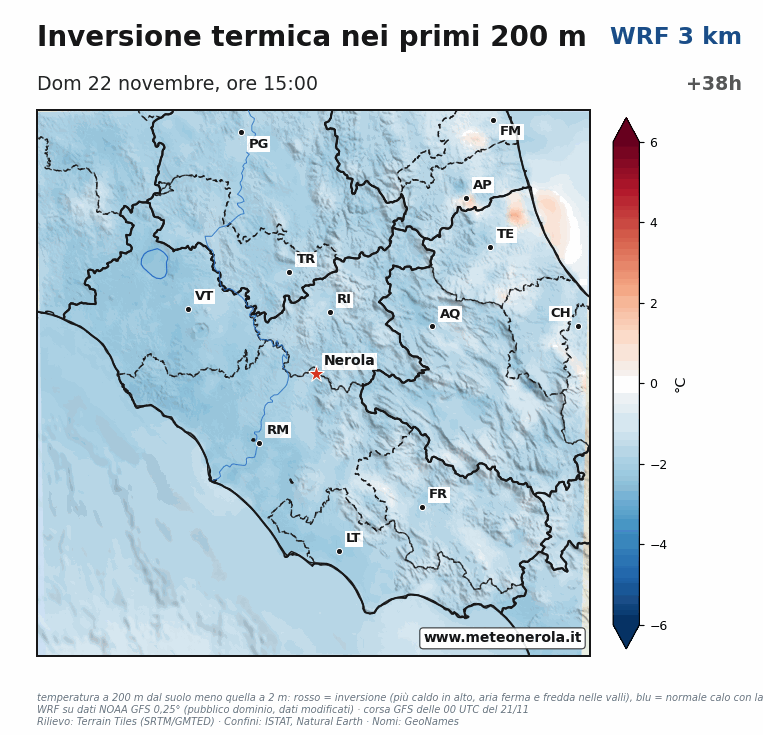 Inversione termica nei primi 200 m WRF 3 km
Dom 22 novembre, ore 15:00 +38h
FM
PG
AP
TE
TR
VT
RI
AQ
CH
Nerola
RM
FR
LT
6
4
2
0
−2
−4
−6
°C
www.meteonerola.it
temperatura a 200 m dal suolo meno quella a 2 m: rosso = inversione (più caldo in alto, aria ferma e fredda nelle valli), blu = normale calo con la
WRF su dati NOAA GFS 0,25° (pubblico dominio, dati modificati) · corsa GFS delle 00 UTC del 21/11
Rilievo: Terrain Tiles (SRTM/GMTED) · Confini: ISTAT, Natural Earth · Nomi: GeoNames